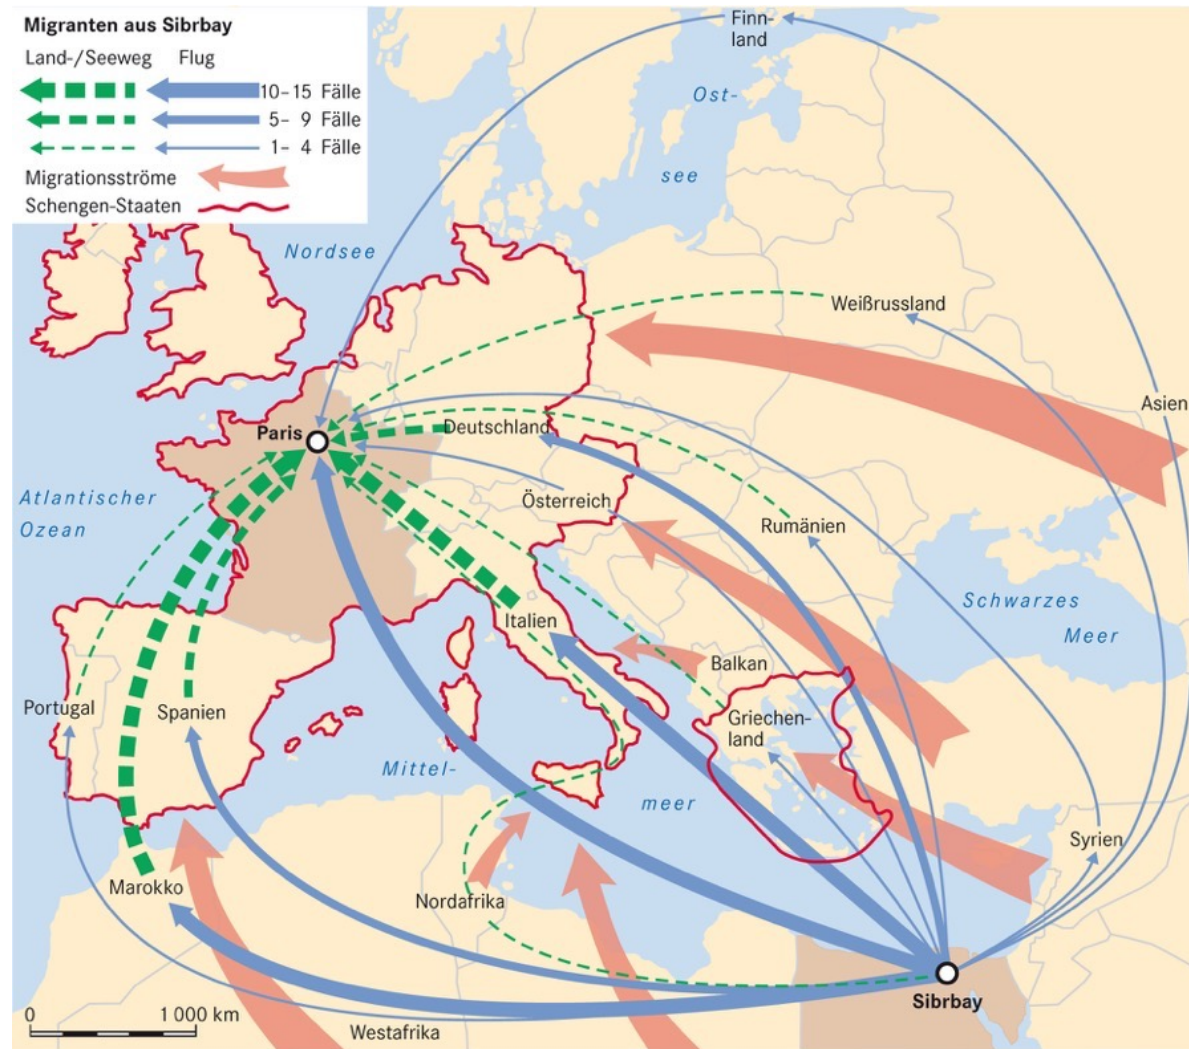 Migranten aus Sibrbay
Land-/Seeweg Flug
10–15 Fälle
5– 9 Fälle
1– 4 Fälle
Migrationsströme
Schengen-Staaten
Finn-
land
Ost-
see
Nordsee
Weißrussland
Asien
Paris
Deutschland
Atlantischer
Ozean
Österreich
Rumänien
Schwarzes
Meer
Italien
Balkan
Portugal
Spanien
Griechen-
land
Mittel-
meer
Syrien
Marokko
Nordafrika
Sibrbay
0 1 000 km
Westafrika